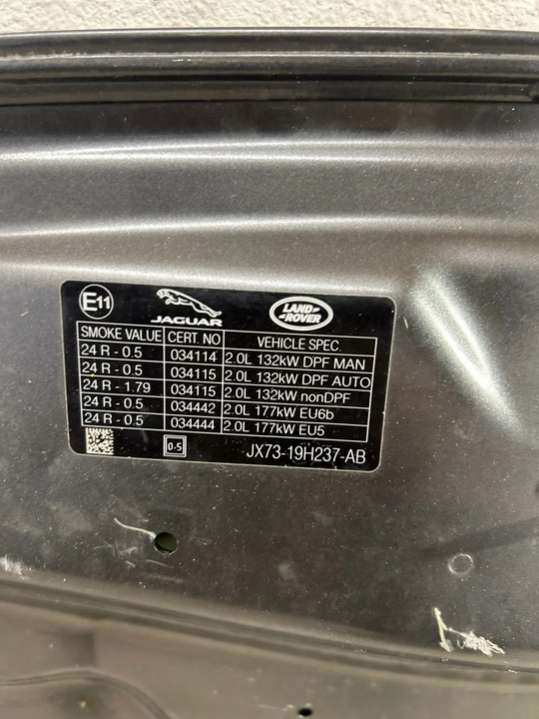 E11 JAGUAR LAND ROVER
SMOKE VALUE CERT. NO VEHICLE SPEC.
24 R - 0.5 034114 2.0L 132kW DPF MAN
24 R - 0.5 034115 2.0L 132kW DPF AUTO
24 R - 1.79 034115 2.0L 132kW nonDPF
24 R - 0.5 034442 2.0L 177kW EU6b
24 R - 0.5 034444 2.0L 177kW EU5
0.5 JX73-19H237-AB